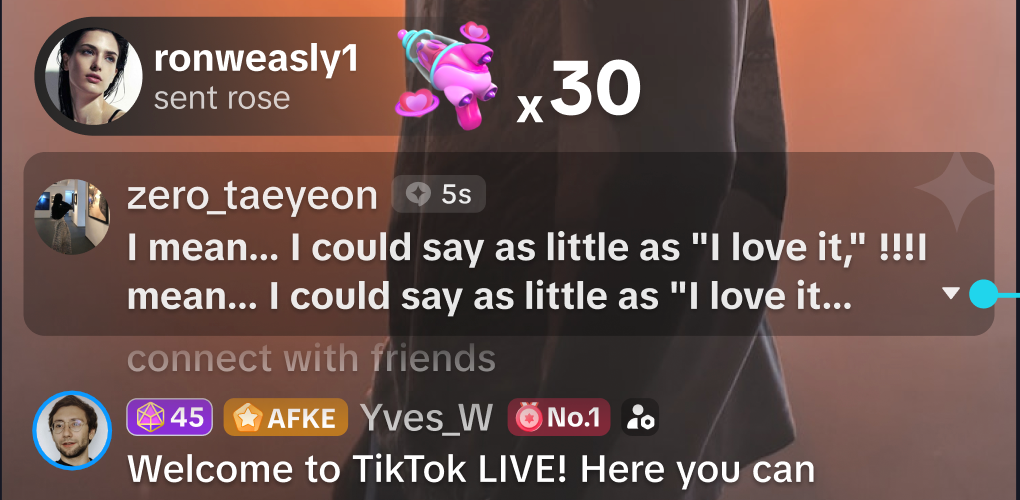 ronweasly1
sent rose
x30
zero_taeyeon 5s
I mean... I could say as little as "I love it," !!!I
mean... I could say as little as "I love it...
connect with friends
45 AFKE Yves_W No.1
Welcome to TikTok LIVE! Here you can